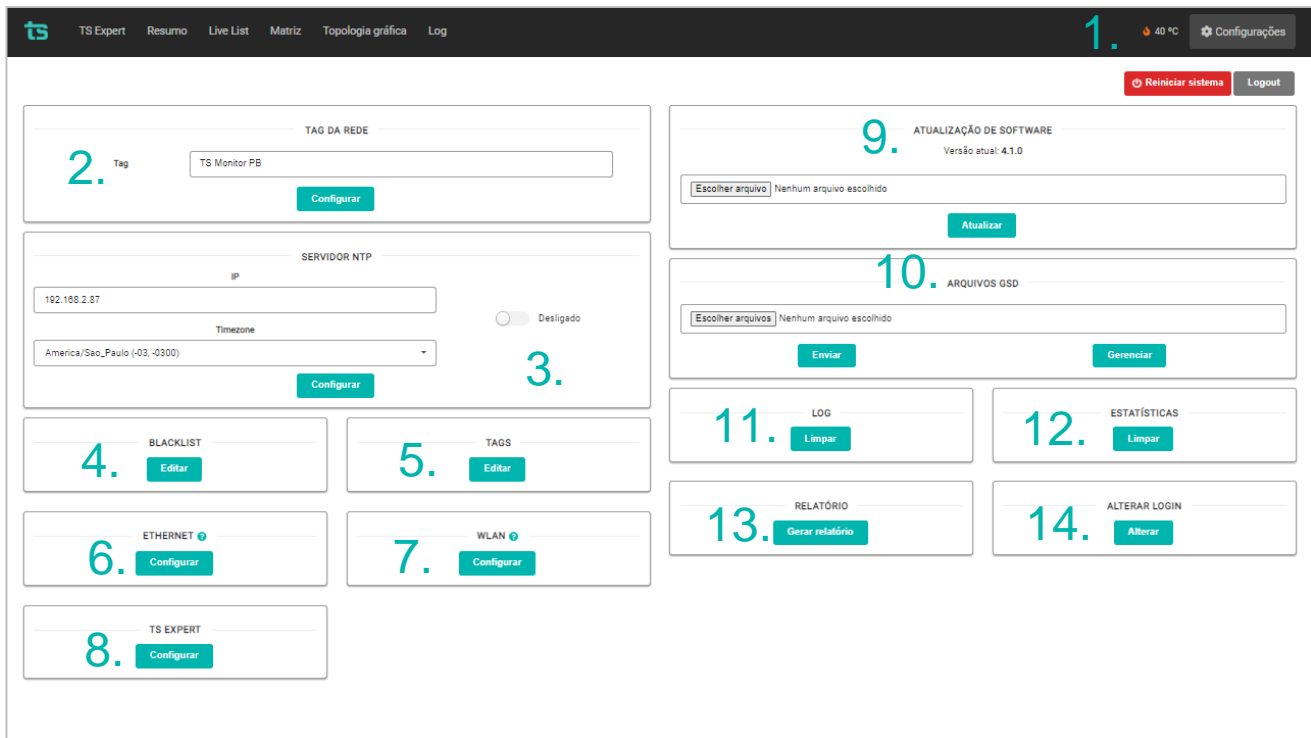 ts TS Expert Resumo Live List Matriz Topologia gráfica Log 1. 40 ºC Configurações
Reiniciar sistema Logout
TAG DA REDE
2. Tag TS Monitor PB
Configurar
SERVIDOR NTP
IP
192.168.2.87
Desligado
Timezone
America/Sao_Paulo (-03, -0300)
3.
Configurar
BLACKLIST
4. Editar
TAGS
5. Editar
ETHERNET ?
6. Configurar
WLAN ?
7. Configurar
TS EXPERT
8. Configurar
9. ATUALIZAÇÃO DE SOFTWARE
Versão atual: 4.1.0
Escolher arquivo Nenhum arquivo escolhido
Atualizar
10. ARQUIVOS GSD
Escolher arquivos Nenhum arquivo escolhido
Enviar Gerenciar
LOG
11. Limpar
ESTATÍSTICAS
12. Limpar
RELATÓRIO
13. Gerar relatório
ALTERAR LOGIN
14. Alterar